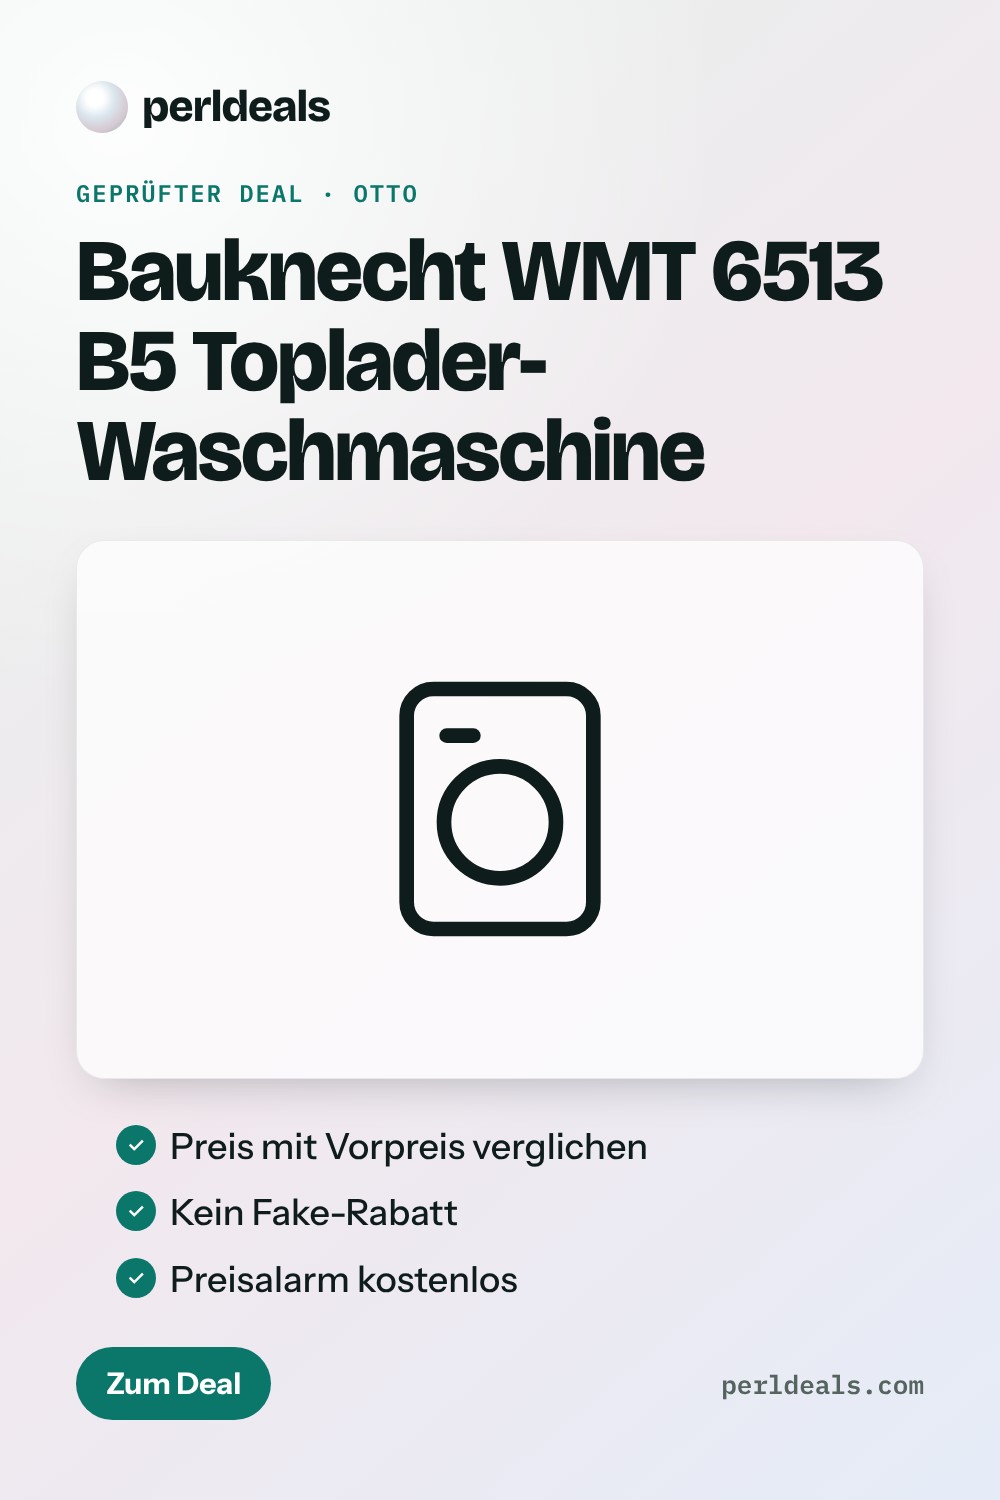 perldeals
GEPRÜFTER DEAL · OTTO
Bauknecht WMT 6513
B5 Toplader-
Waschmaschine
Preis mit Vorpreis verglichen
Kein Fake-Rabatt
Preisalarm kostenlos
Zum Deal
perldeals.com